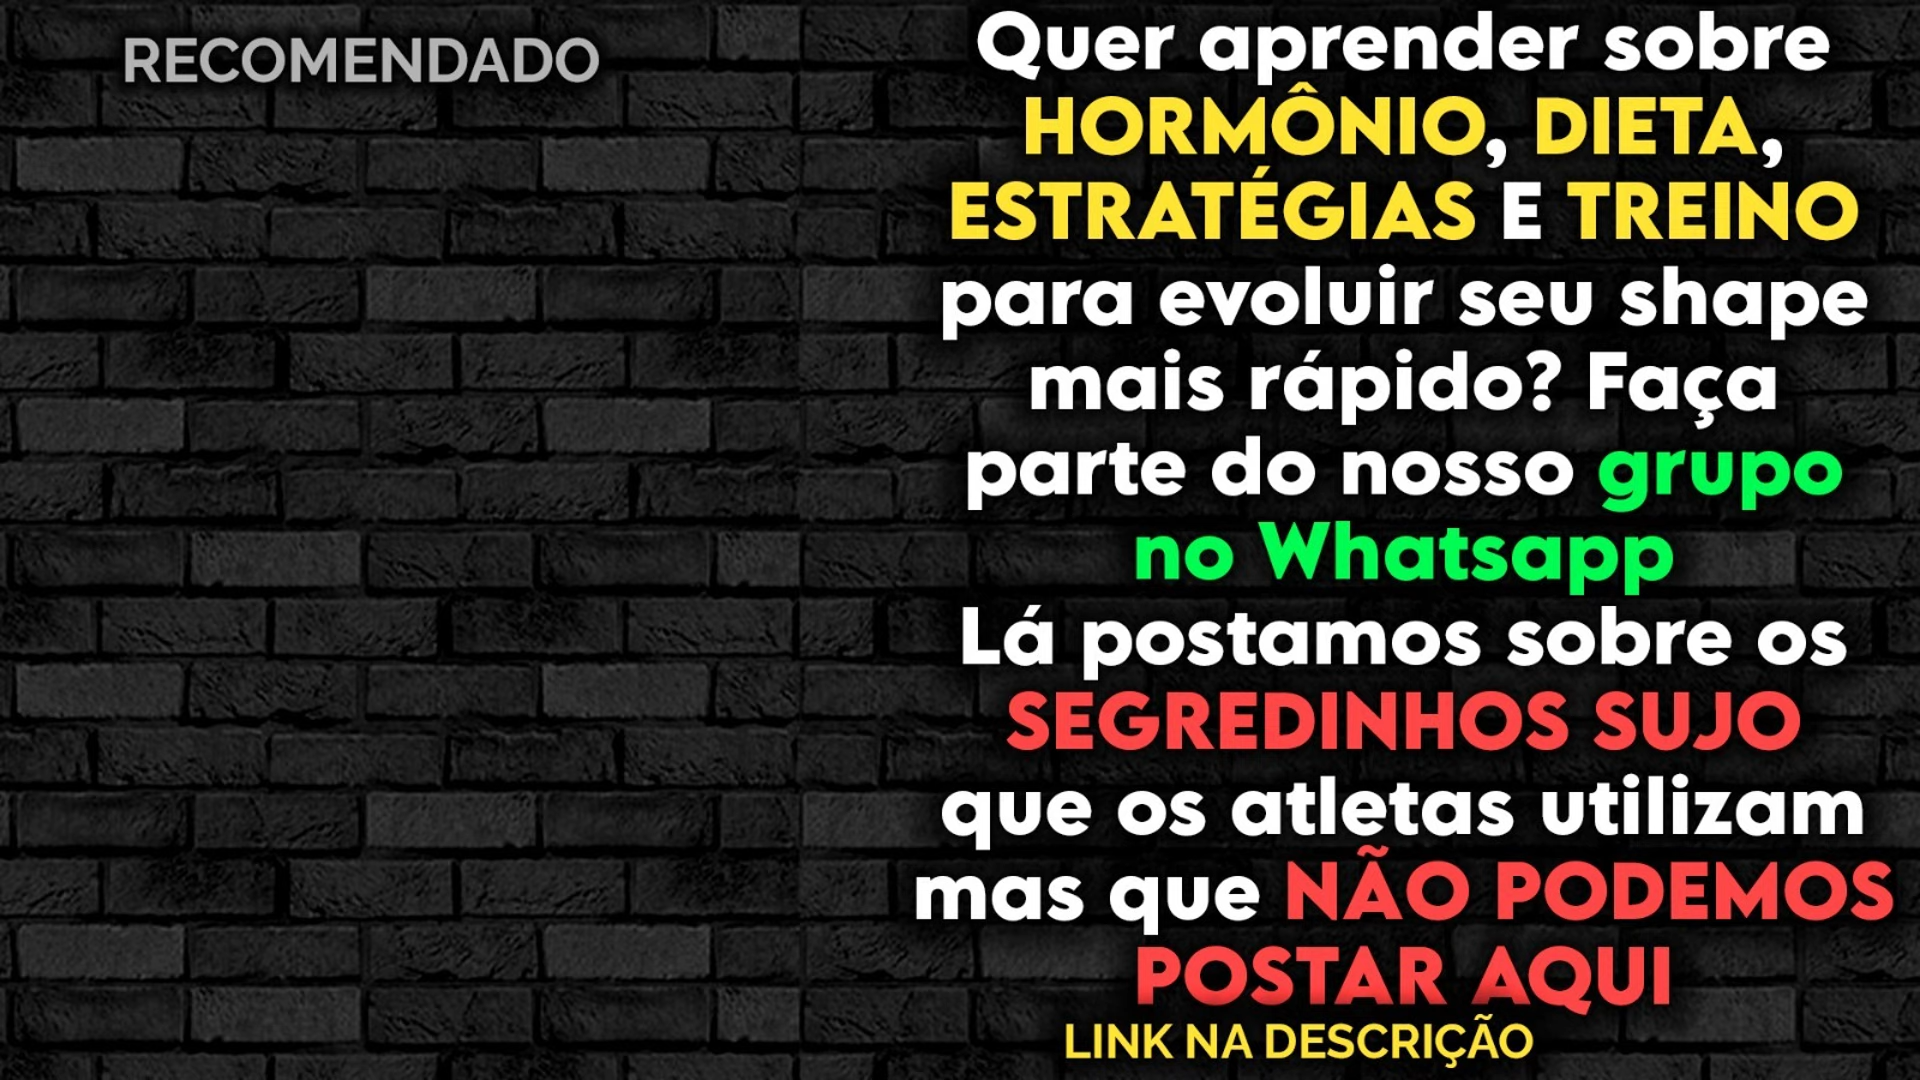 RECOMENDADO
Quer aprender sobre
HORMÔNIO, DIETA,
ESTRATÉGIAS E TREINO
para evoluir seu shape
mais rápido? Faça
parte do nosso grupo
no Whatsapp
Lá postamos sobre os
SEGREDINHOS SUJO
que os atletas utilizam
mas que NÃO PODEMOS
POSTAR AQUI
LINK NA DESCRIÇÃO